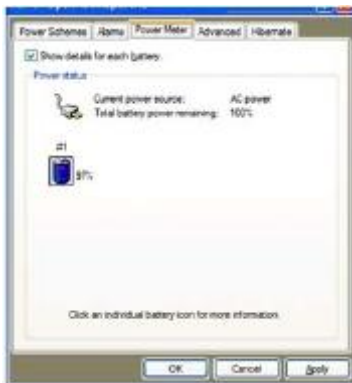 Power Schemes Alarms Power Meter Advanced Hibernate
Show details for each battery.
Power status
Current power source: AC power
Total battery power remaining: 100%
#1
91%
Click an individual battery icon for more information.
OK Cancel Apply